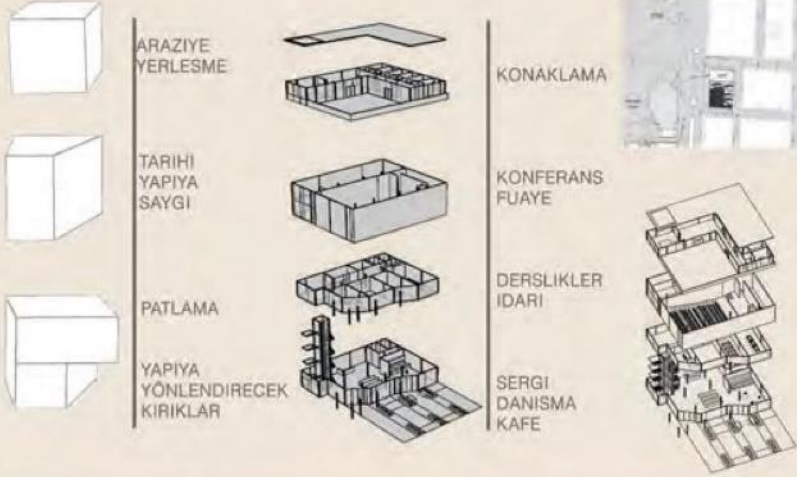 ARAZIYE
YERLESME
TARIHI
YAPIYA
SAYGI
PATLAMA
YAPIYA
YÖNLENDIRECEK
KIRIKLAR
KONAKLAMA
KONFERANS
FUAYE
DERSLIKLER
IDARI
SERGI
DANISMA
KAFE